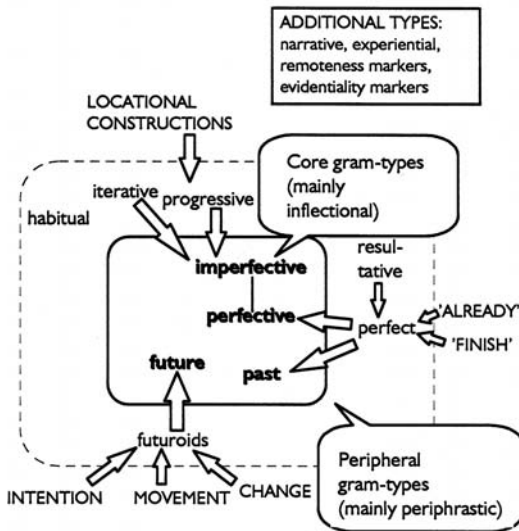 ADDITIONAL TYPES:
narrative, experiential,
remoteness markers,
evidentiality markers
LOCATIONAL
CONSTRUCTIONS
Core gram-types
(mainly
inflectional)
iterative
progressive
habitual
imperfective
resul-
tative
perfective
perfect
'ALREADY'
'FINISH'
future
past
futuroids
INTENTION
MOVEMENT
CHANGE
Peripheral
gram-types
(mainly periphrastic)